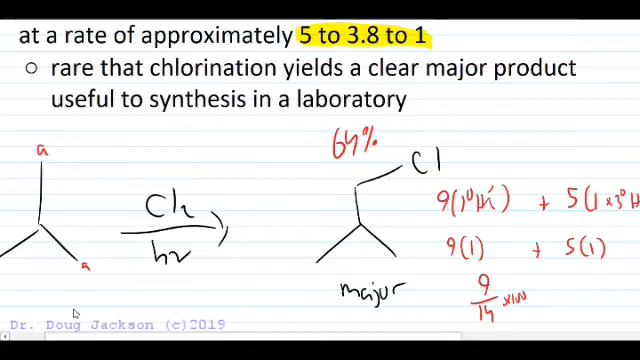 at a rate of approximately 5 to 3.8 to 1
○ rare that chlorination yields a clear major product
useful to synthesis in a laboratory
64%
a
Cl
Cl₂
9(1°H) + 5(1×3°H
hν
9(1) + 5(1)
a
major
9/14 x100
Dr. Doug Jackson (c)2019